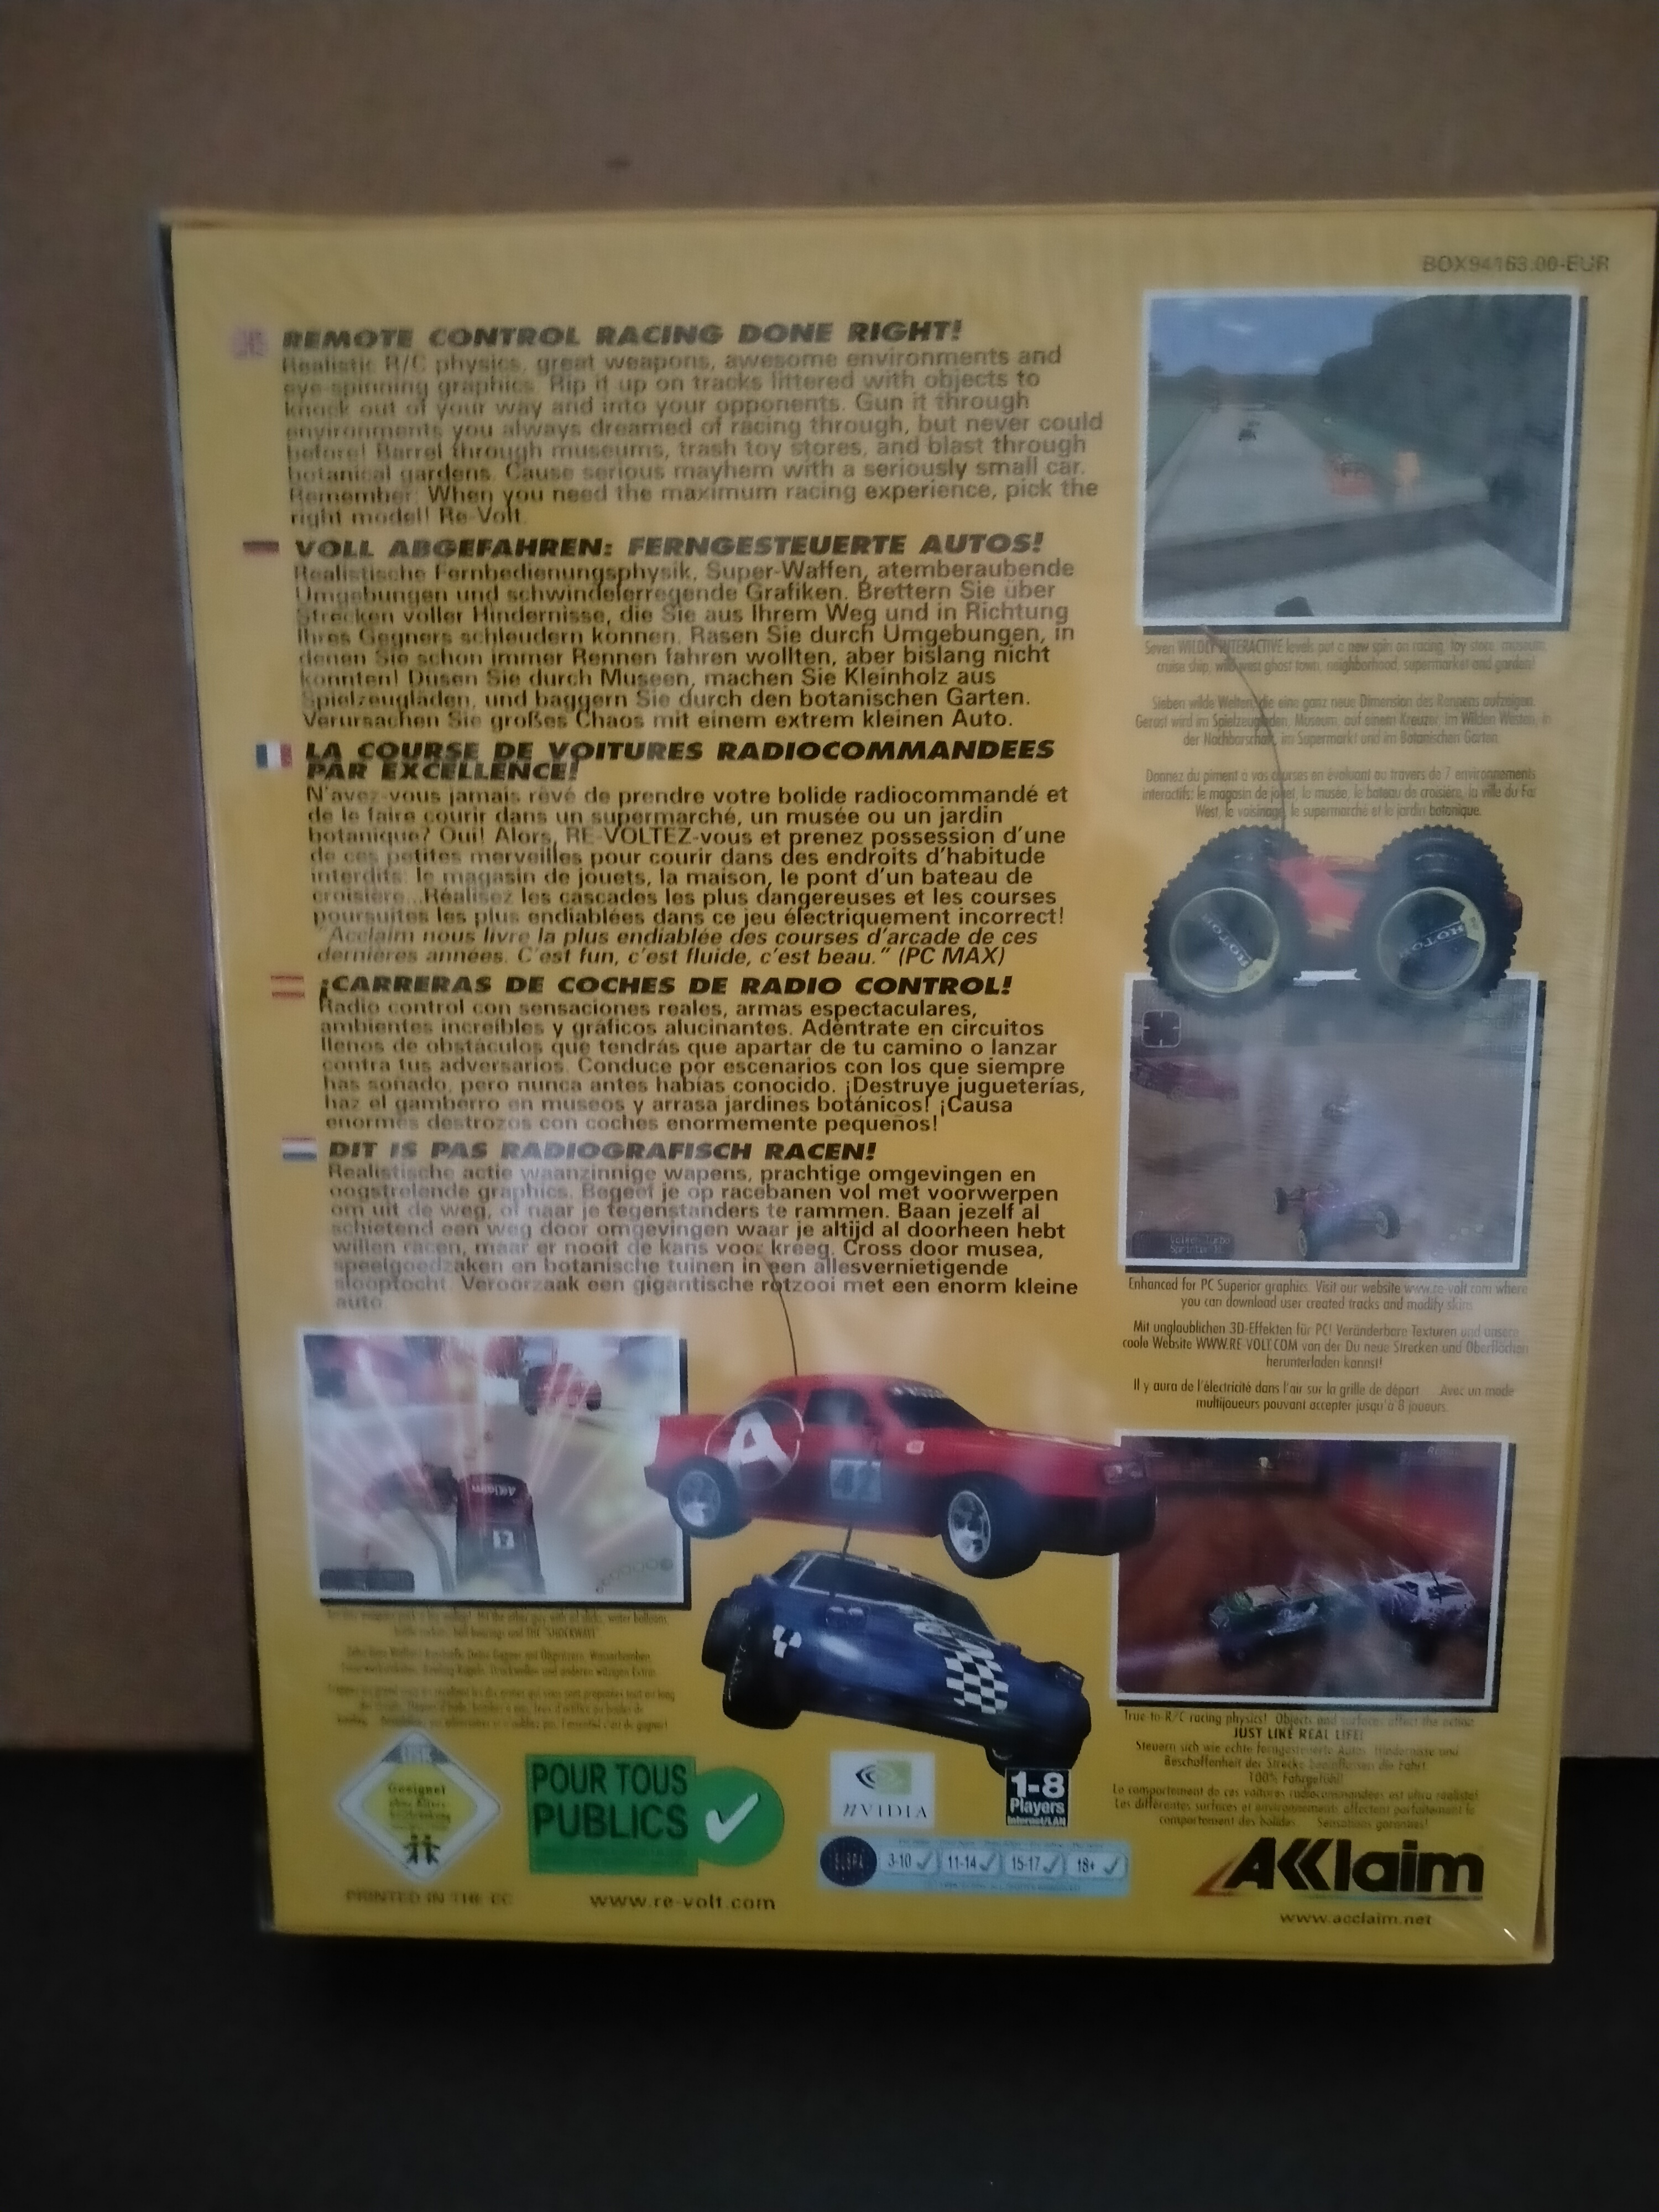 BOX94163.00-EUR
REMOTE CONTROL RACING DONE RIGHT!
Realistic R/C physics, great weapons, awesome environments and
eye-spinning graphics. Rip it up on tracks littered with objects to
knock out of your way and into your opponents. Gun it through
environments you always dreamed of racing through, but never could
before! Barrel through museums, trash toy stores, and blast through
botanical gardens. Cause serious mayhem with a seriously small car.
Remember: When you need the maximum racing experience, pick the
right model! Re-Volt.
VOLL ABGEFAHREN: FERNGESTEUERTE AUTOS!
Realistische Fernbedienungsphysik, Super-Waffen, atemberaubende
Umgebungen und schwindelerregende Grafiken. Brettern Sie über
Strecken voller Hindernisse, die Sie aus Ihrem Weg und in Richtung
Ihres Gegners schleudern können. Rasen Sie durch Umgebungen, in
denen Sie schon immer Rennen fahren wollten, aber bislang nicht
konnten! Düsen Sie durch Museen, machen Sie Kleinholz aus
Spielzeugläden, und baggern Sie durch den botanischen Garten.
Verursachen Sie großes Chaos mit einem extrem kleinen Auto.
LA COURSE DE VOITURES RADIOCOMMANDEES
PAR EXCELLENCE!
N'avez-vous jamais rêvé de prendre votre bolide radiocommandé et
de le faire courir dans un supermarché, un musée ou un jardin
botanique? Oui! Alors, RE-VOLTEZ-vous et prenez possession d'une
de ces petites merveilles pour courir dans des endroits d'habitude
interdits: le magasin de jouets, la maison, le pont d'un bateau de
croisière...Réalisez les cascades les plus dangereuses et les courses
poursuites les plus endiablées dans ce jeu électriquement incorrect!
"Acclaim nous livre la plus endiablée des courses d'arcade de ces
dernières années. C'est fun, c'est fluide, c'est beau." (PC MAX)
¡CARRERAS DE COCHES DE RADIO CONTROL!
Radio control con sensaciones reales, armas espectaculares,
ambientes increíbles y gráficos alucinantes. Adéntrate en circuitos
llenos de obstáculos que tendrás que apartar de tu camino o lanzar
contra tus adversarios. Conduce por escenarios con los que siempre
has soñado, pero nunca antes habías conocido. ¡Destruye jugueterías,
haz el gamberro en museos y arrasa jardines botánicos! ¡Causa
enormes destrozos con coches enormemente pequeños!
DIT IS PAS RADIOGRAFISCH RACEN!
Realistische actie waanzinnige wapens, prachtige omgevingen en
oogstrelende graphics. Begeef je op racebanen vol met voorwerpen
om uit de weg, of naar je tegenstanders te rammen. Baan jezelf al
schietend een weg door omgevingen waar je altijd al doorheen hebt
willen racen, maar er nooit de kans voor kreeg. Cross door musea,
speelgoedzaken en botanische tuinen in een allesvernietigende
slooptocht. Veroorzaak een gigantische rotzooi met een enorm kleine
auto.
Seven WILDLY INTERACTIVE levels put a new spin on racing, toy store, museum,
cruise ship, wild west ghost town, neighborhood, supermarket and garden!
Sieben wilde Welten, die eine ganz neue Dimension des Rennens aufzeigen.
Gerast wird im Spielzeugladen, Museum, auf einem Kreuzer, im Wilden Westen, in
der Nachbarschaft, im Supermarkt und im Botanischen Garten.
Donnez du piment à vos courses en évoluant au travers de 7 environnements
interactifs: le magasin de jouet, le musée, le bateau de croisière, la ville du Far
West, le voisinage, le supermarché et le jardin botanique.
ROTOR
ROTOR
Enhanced for PC Superior graphics. Visit our website www.re-volt.com where
you can download user created tracks and modify skins
Mit unglaublichen 3D-Effekten für PC! Veränderbare Texturen und unsere
coole Website WWW.RE-VOLT.COM von der Du neue Strecken und Oberflächen
herunterladen kannst!
Il y aura de l'électricité dans l'air sur la grille de départ ... Avec un mode
multijoueurs pouvant accepter jusqu'à 8 joueurs.
A
42
Acclaim
True-to-R/C racing physics! Objects and surfaces affect the action
JUST LIKE REAL LIFE!
Steuern sich wie echte ferngesteuerte Autos. Hindernisse und
Beschaffenheit der Strecke beeinflussen die Fahrt.
100% Fahrgefühl!
Le comportement de ces voitures radiocommandées est ultra réaliste!
Les différentes surfaces et environnements affectent parfaitement le
comportement des bolides. Sensations garanties!
USK
Geeignet
POUR TOUS
PUBLICS
NVIDIA
1-8
Players
Internet/LAN
3-10 11-14 15-17 18+
PRINTED IN THE EC
www.re-volt.com
AKKlaim
www.acclaim.net